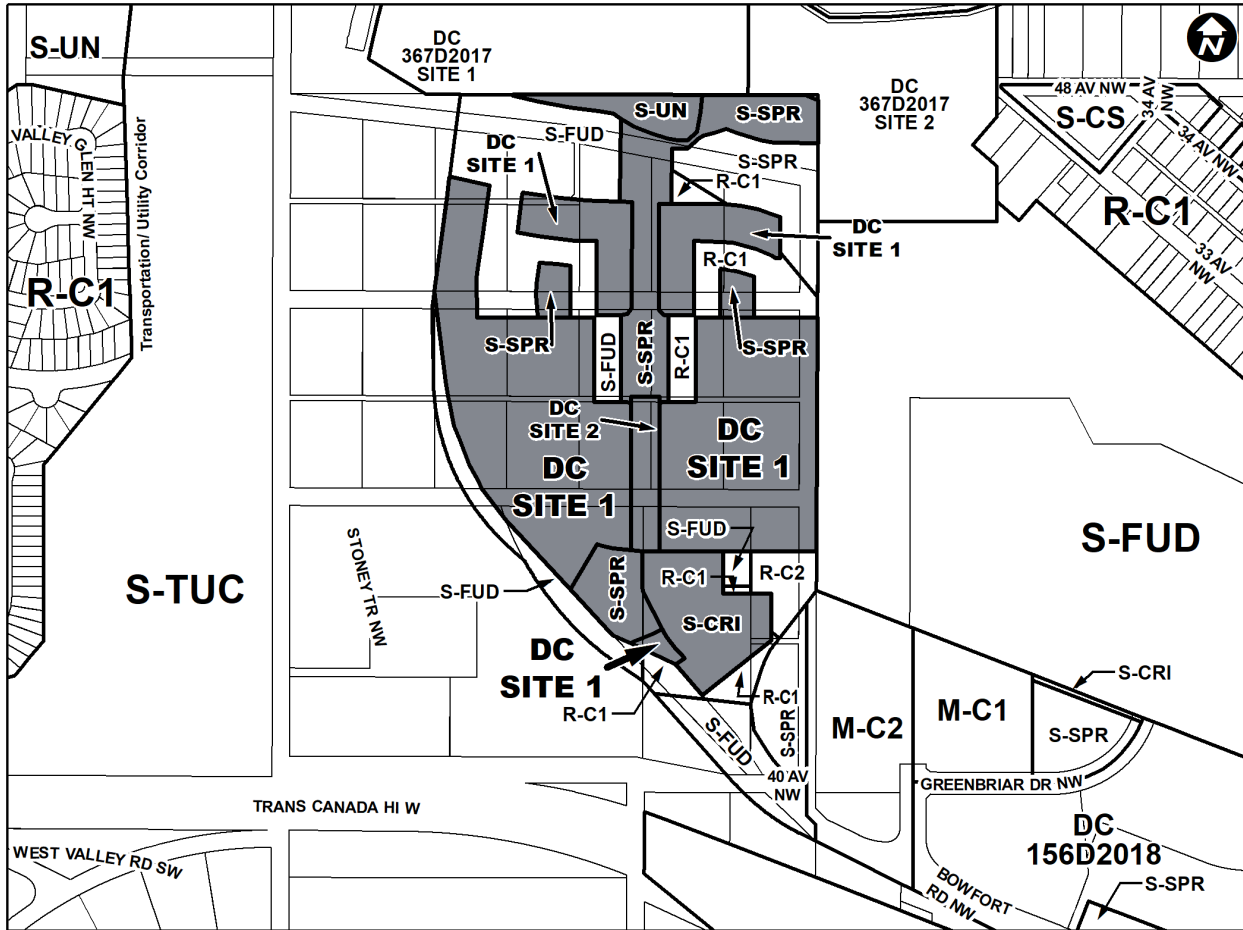 S-UN
DC
367D2017
SITE 1
N
DC
367D2017
SITE 2
48 AV NW
34 AV
NW
S-CS
34 AV NW
VALLEY GLEN HT NW
Transportation/ Utility Corridor
S-FUD
S-UN
S-SPR
DC
SITE 1
S-SPR
R-C1
R-C1
33 AV
NW
DC
SITE 1
R-C1
R-C1
S-SPR
S-FUD
S-SPR
R-C1
S-SPR
DC
SITE 2
DC
SITE 1
DC
SITE 1
S-FUD
S-FUD
STONEY TR NW
S-TUC
S-FUD
S-SPR
R-C1
R-C2
S-CRI
DC
SITE 1
R-C1
R-C1
S-FUD
S-SPR
M-C2
M-C1
S-CRI
S-SPR
40 AV
NW
GREENBRIAR DR NW
TRANS CANADA HI W
WEST VALLEY RD SW
DC
156D2018
BOWFORT
RD NW
S-SPR